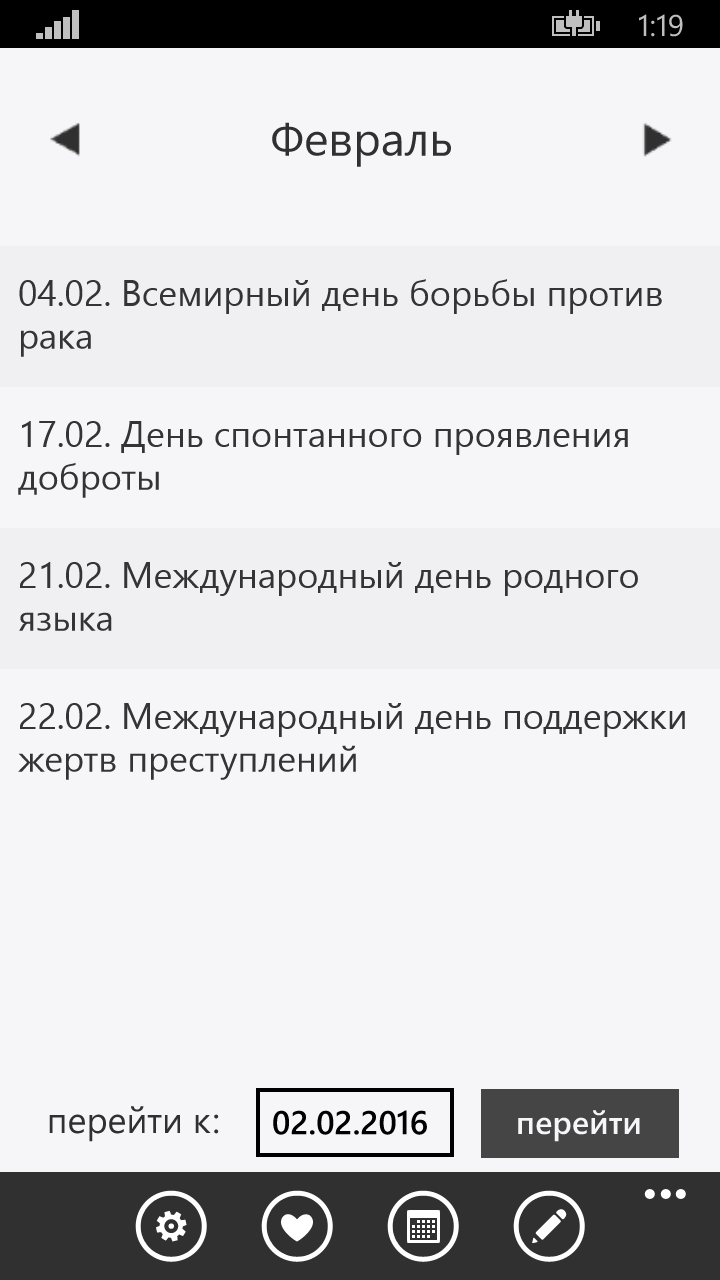 1:19
Февраль
04.02. Всемирный день борьбы против
рака
17.02. День спонтанного проявления
доброты
21.02. Международный день родного
языка
22.02. Международный день поддержки
жертв преступлений
перейти к: 02.02.2016 перейти